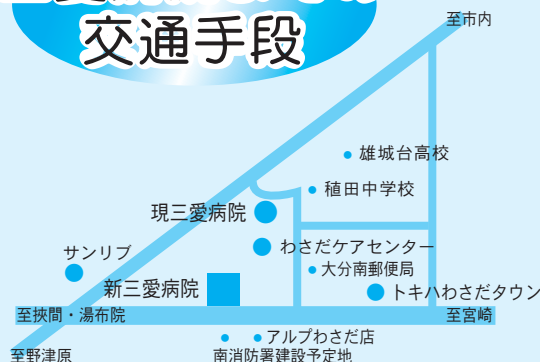 交通手段
至市内
雄城台高校
稙田中学校
現三愛病院
わさだケアセンター
サンリブ
大分南郵便局
新三愛病院
トキハわさだタウン
至挾間・湯布院
至宮崎
アルプわさだ店
至野津原
南消防署建設予定地